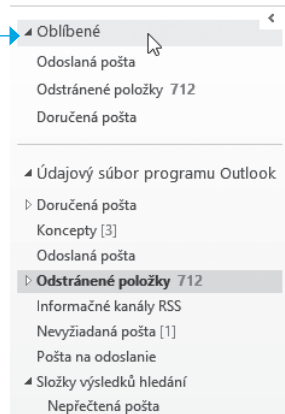 Oblíbené
Odoslaná pošta
Odstránené položky 712
Doručená pošta
Údajový súbor programu Outlook
Doručená pošta
Koncepty [3]
Odoslaná pošta
Odstránené položky 712
Informačné kanály RSS
Nevyžiadaná pošta [1]
Pošta na odoslanie
Složky výsledků hledání
Nepřečtená pošta